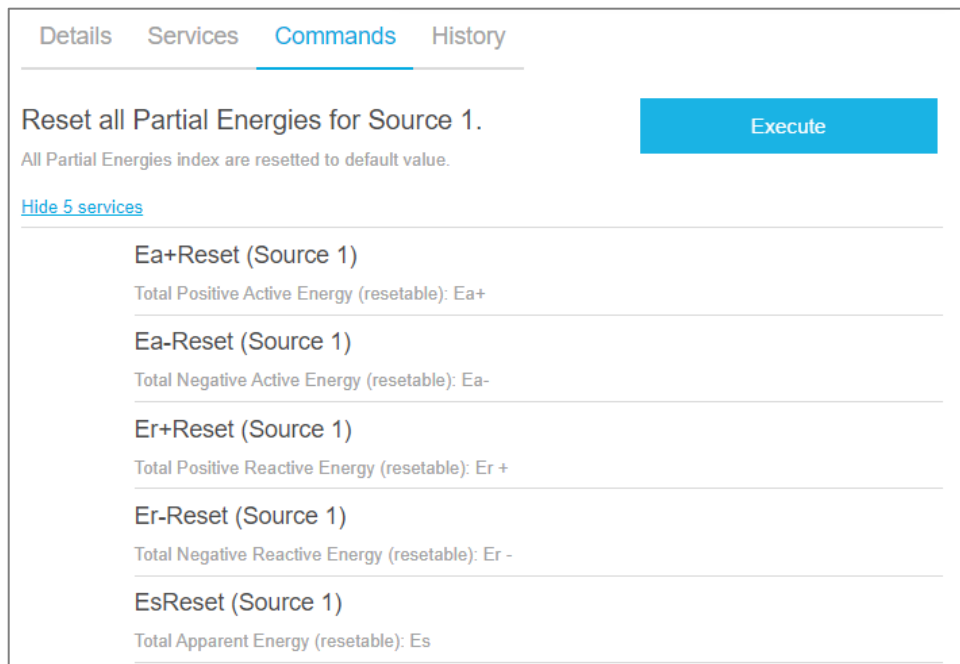 Details Services Commands History
Reset all Partial Energies for Source 1.
Execute
All Partial Energies index are resetted to default value.
Hide 5 services
Ea+Reset (Source 1)
Total Positive Active Energy (resetable): Ea+
Ea-Reset (Source 1)
Total Negative Active Energy (resetable): Ea-
Er+Reset (Source 1)
Total Positive Reactive Energy (resetable): Er +
Er-Reset (Source 1)
Total Negative Reactive Energy (resetable): Er -
EsReset (Source 1)
Total Apparent Energy (resetable): Es